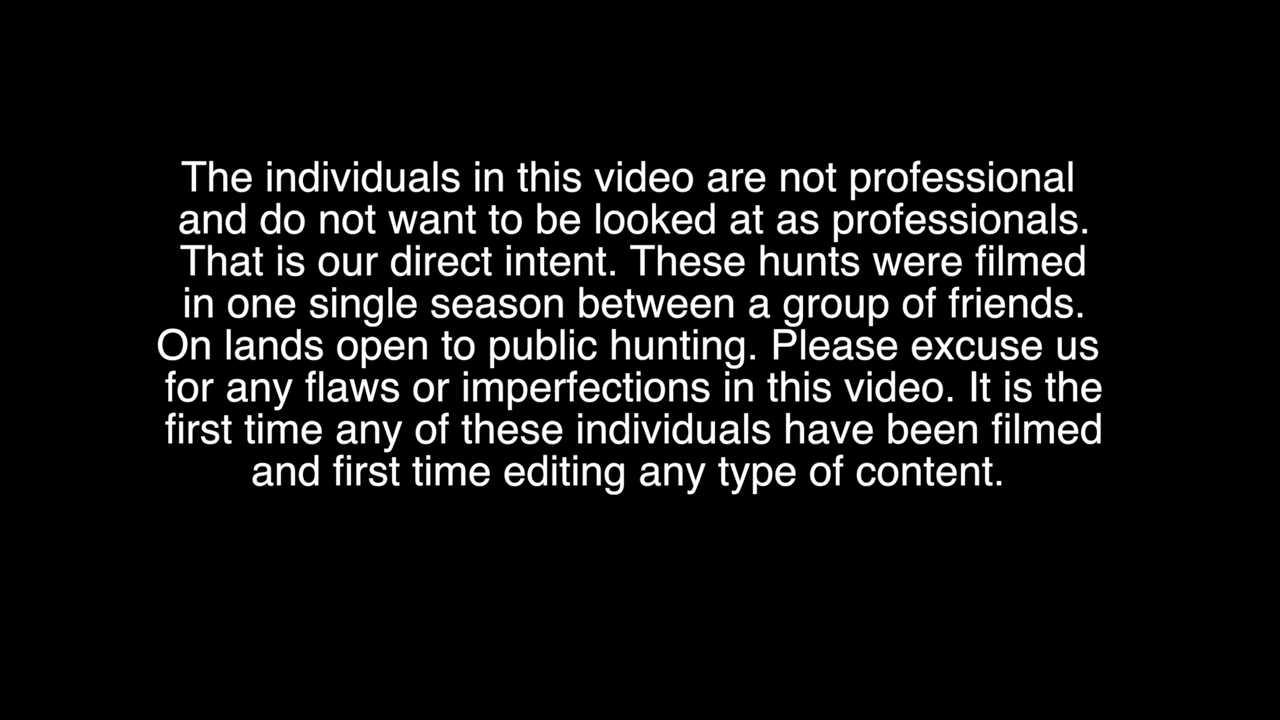 The individuals in this video are not professional
and do not want to be looked at as professionals.
That is our direct intent. These hunts were filmed
in one single season between a group of friends.
On lands open to public hunting. Please excuse us
for any flaws or imperfections in this video. It is the
first time any of these individuals have been filmed
and first time editing any type of content.